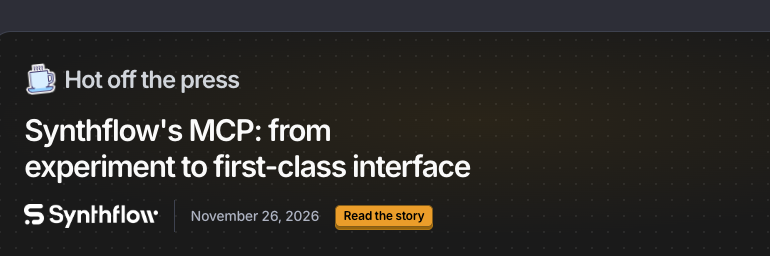 Hot off the press
Synthflow's MCP: from
experiment to first-class interface
Synthflow
November 26, 2026
Read the story